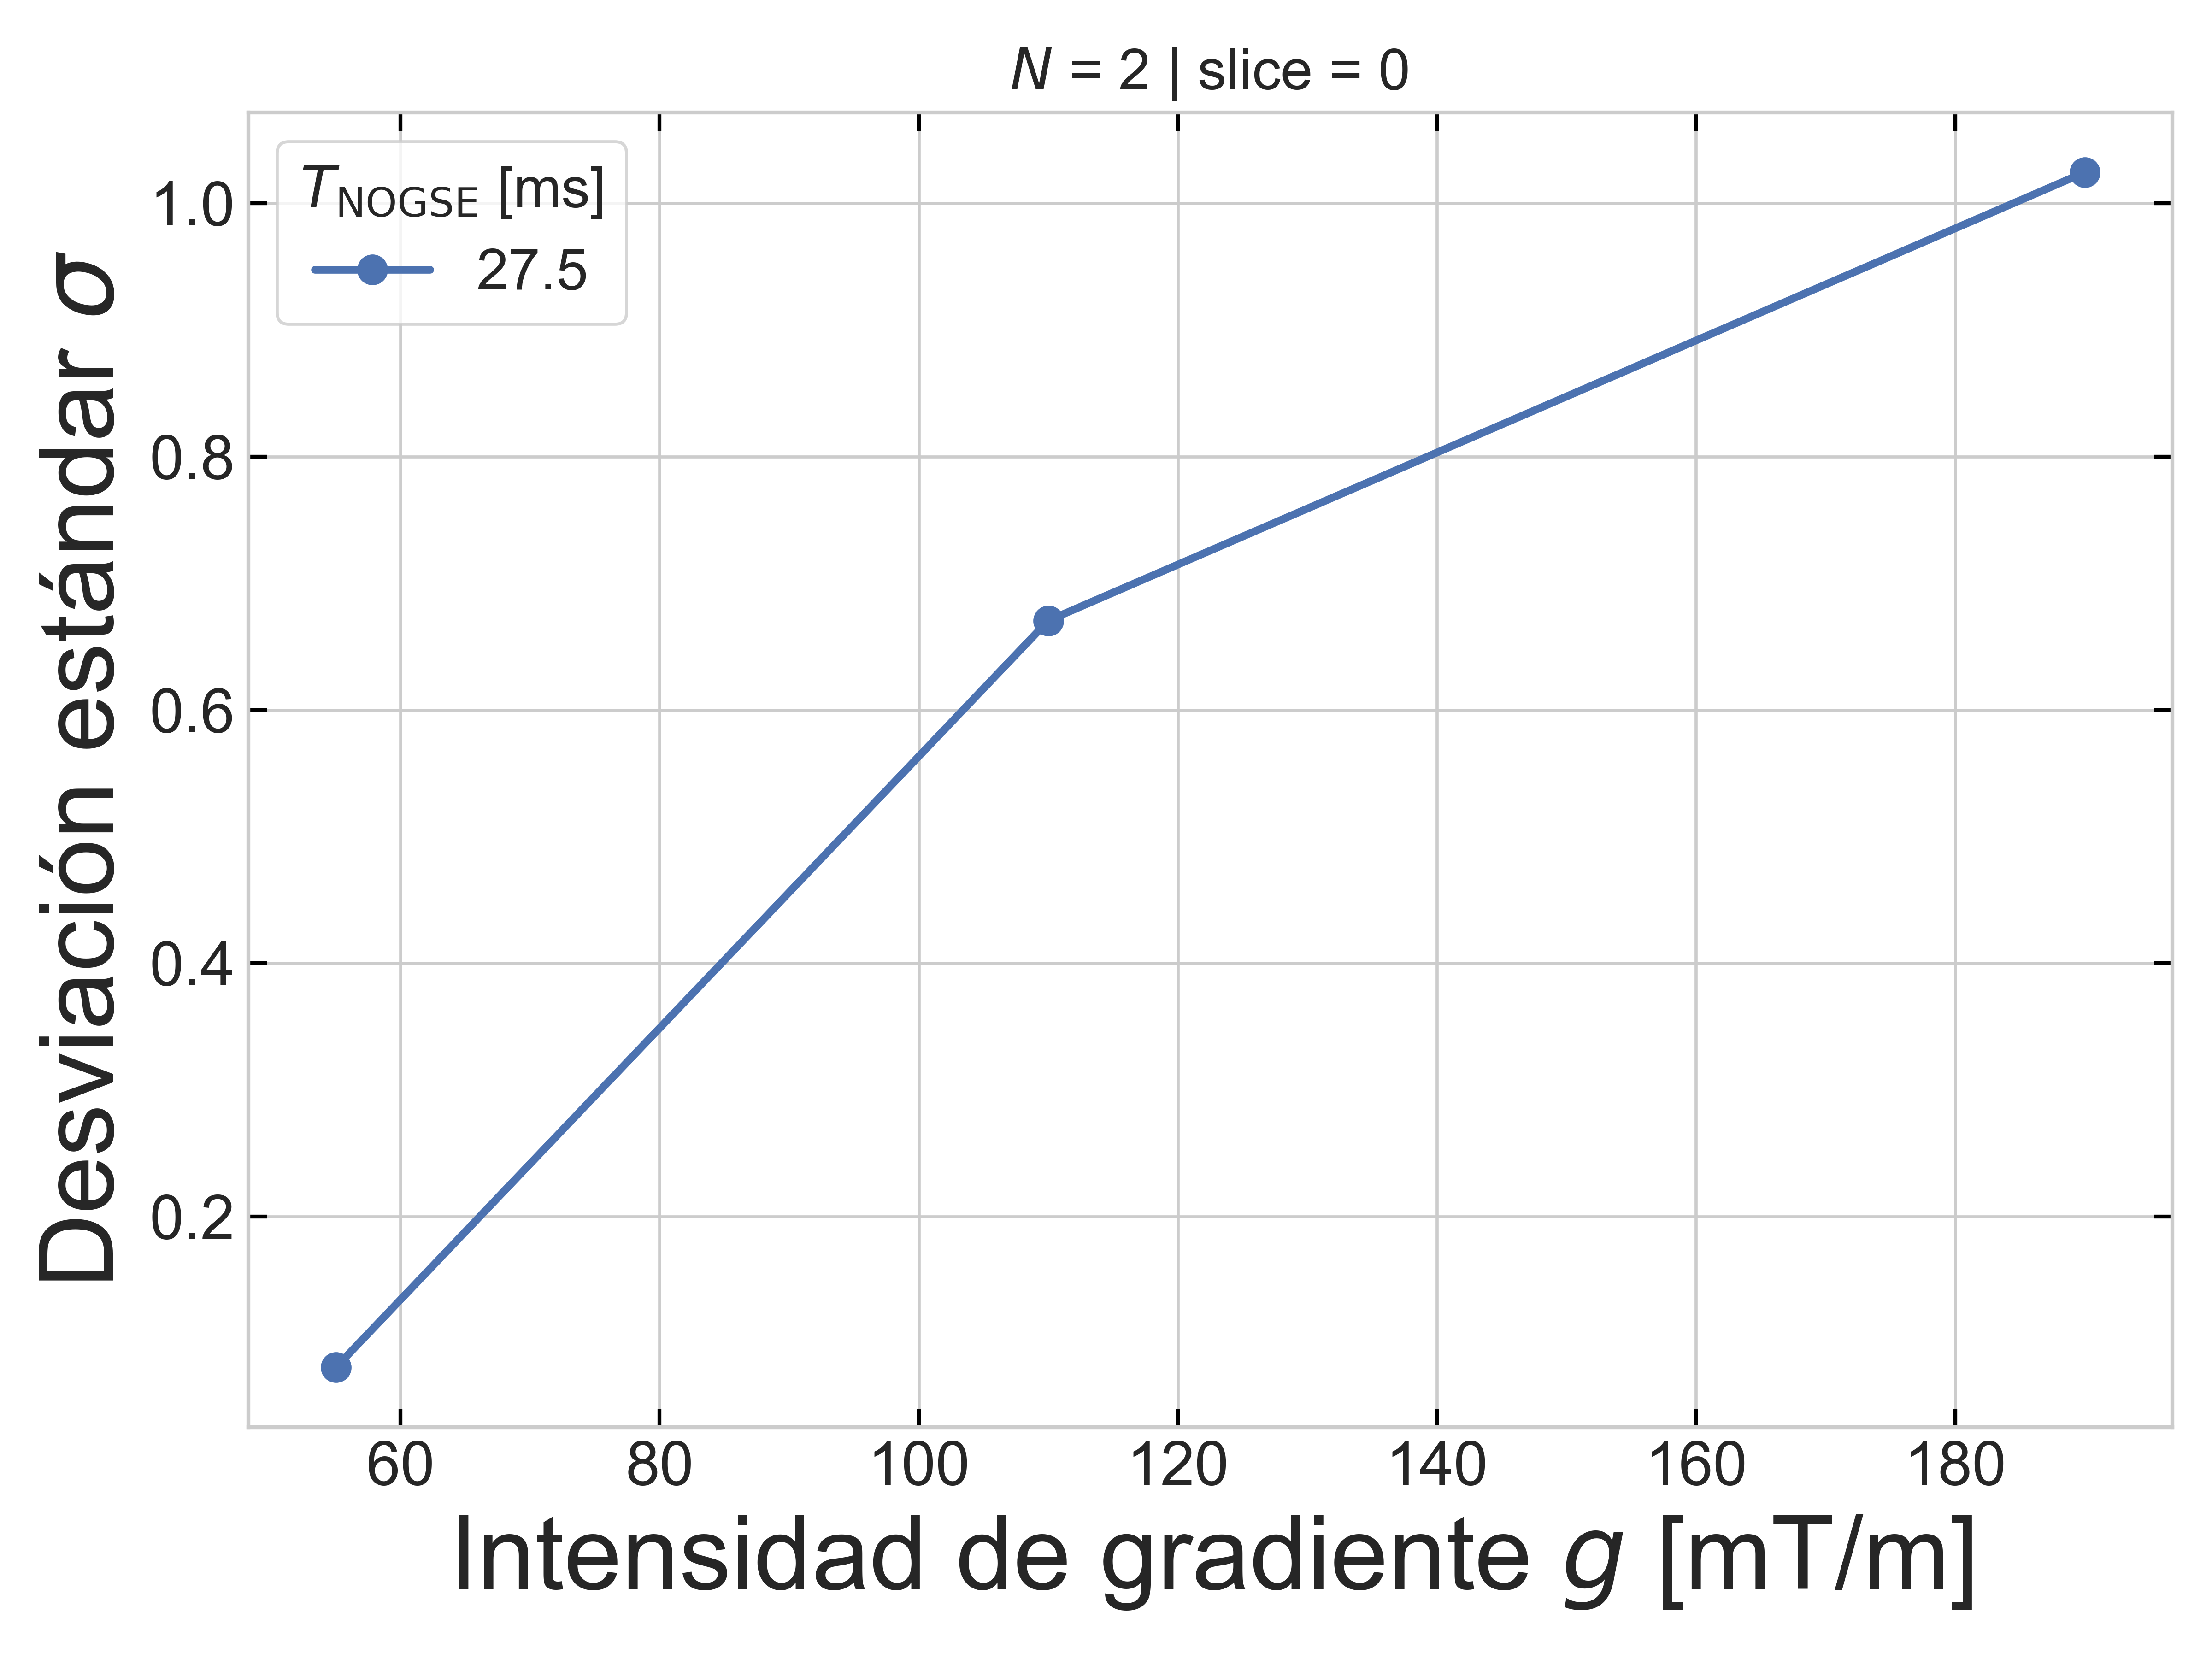 N = 2 | slice = 0
T_NOGSE [ms]
27.5
Desviación estándar σ
1.0
0.8
0.6
0.4
0.2
60 80 100 120 140 160 180
Intensidad de gradiente g [mT/m]